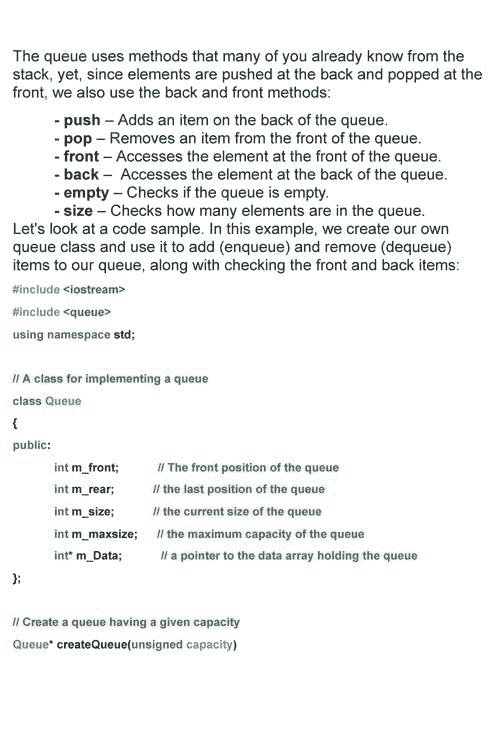 The queue uses methods that many of you already know from the
stack, yet, since elements are pushed at the back and popped at the
front, we also use the back and front methods:
- push – Adds an item on the back of the queue.
- pop – Removes an item from the front of the queue.
- front – Accesses the element at the front of the queue.
- back – Accesses the element at the back of the queue.
- empty – Checks if the queue is empty.
- size – Checks how many elements are in the queue.
Let's look at a code sample. In this example, we create our own
queue class and use it to add (enqueue) and remove (dequeue)
items to our queue, along with checking the front and back items:
#include <iostream>
#include <queue>
using namespace std;
// A class for implementing a queue
class Queue
{
public:
int m_front; // The front position of the queue
int m_rear; // the last position of the queue
int m_size; // the current size of the queue
int m_maxsize; // the maximum capacity of the queue
int* m_Data; // a pointer to the data array holding the queue
};
// Create a queue having a given capacity
Queue* createQueue(unsigned capacity)